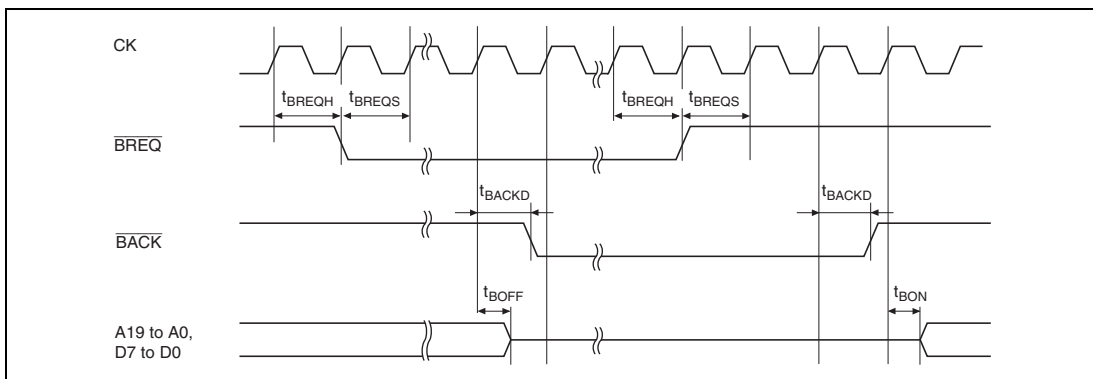 CK
tBREQH tBREQS tBREQH tBREQS
BREQ
tBACKD tBACKD
BACK
tBOFF tBON
A19 to A0,
D7 to D0